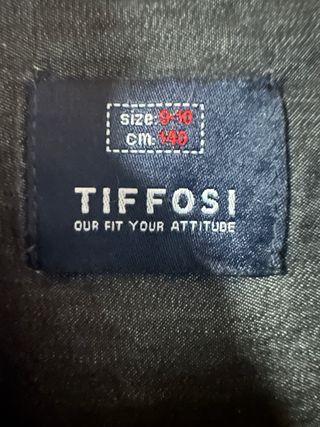 size: 9-10
cm: 140
TIFFOSI
OUR FIT YOUR ATTITUDE